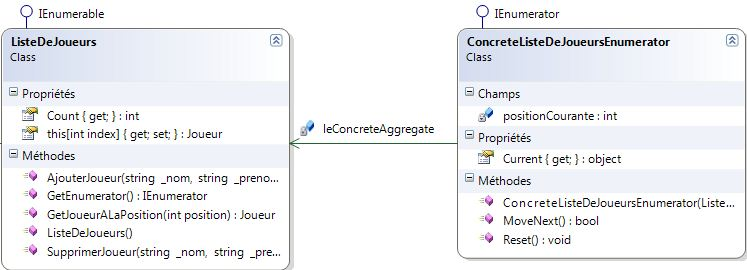 IEnumerable
ListeDeJoueurs
Class
Propriétés
Count { get; } : int
this[int index] { get; set; } : Joueur
Méthodes
AjouterJoueur(string _nom, string _preno...
GetEnumerator() : IEnumerator
GetJoueurALaPosition(int position) : Joueur
ListeDeJoueurs()
SupprimerJoueur(string _nom, string _pre...
leConcreteAggregate
IEnumerator
ConcreteListeDeJoueursEnumerator
Class
Champs
positionCourante : int
Propriétés
Current { get; } : object
Méthodes
ConcreteListeDeJoueursEnumerator(Liste...
MoveNext() : bool
Reset() : void